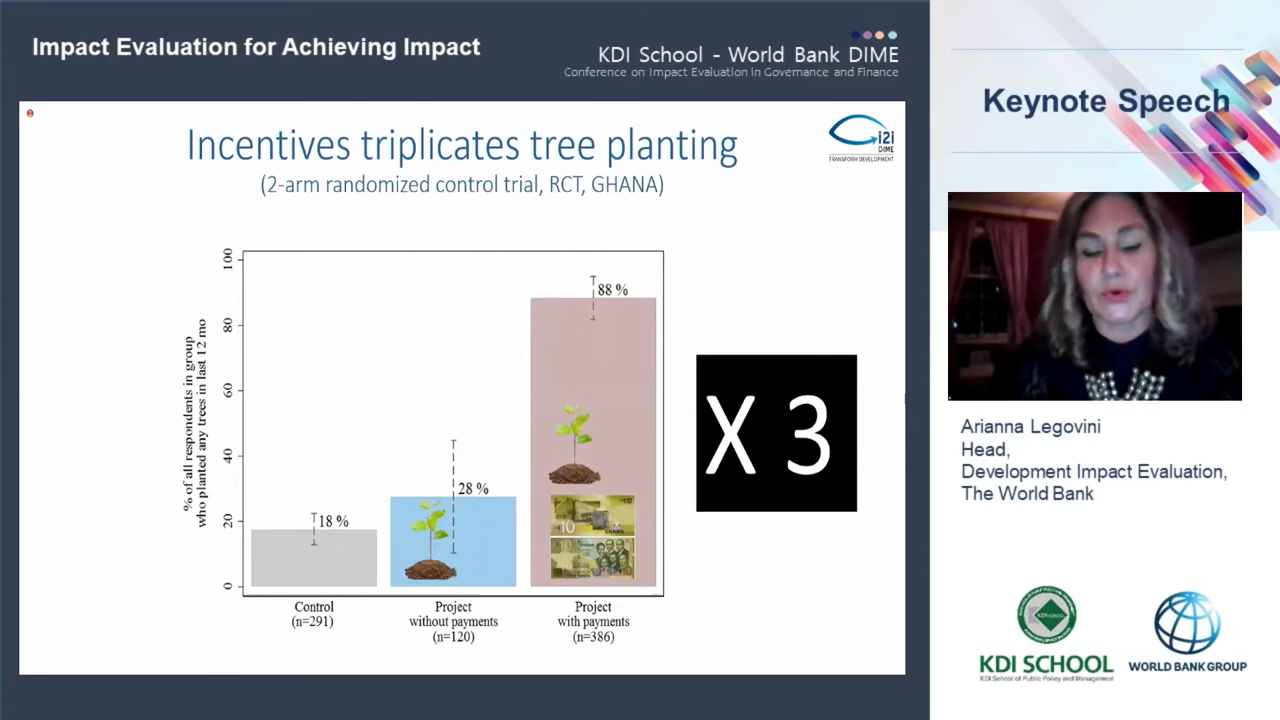 Impact Evaluation for Achieving Impact
KDI School - World Bank DIME
Conference on Impact Evaluation in Governance and Finance
Incentives triplicates tree planting
(2-arm randomized control trial, RCT, GHANA)
i2i
DIME
TRANSFORM DEVELOPMENT
% of all respondents in group
who planted any trees in last 12 mo
100
80
60
40
20
0
18 %
28 %
88 %
10
GHANA
Control
(n=291)
Project
without payments
(n=120)
Project
with payments
(n=386)
X 3
Keynote Speech
Arianna Legovini
Head,
Development Impact Evaluation,
The World Bank
KDI SCHOOL
KDI School of Public Policy and Management
WORLD BANK GROUP